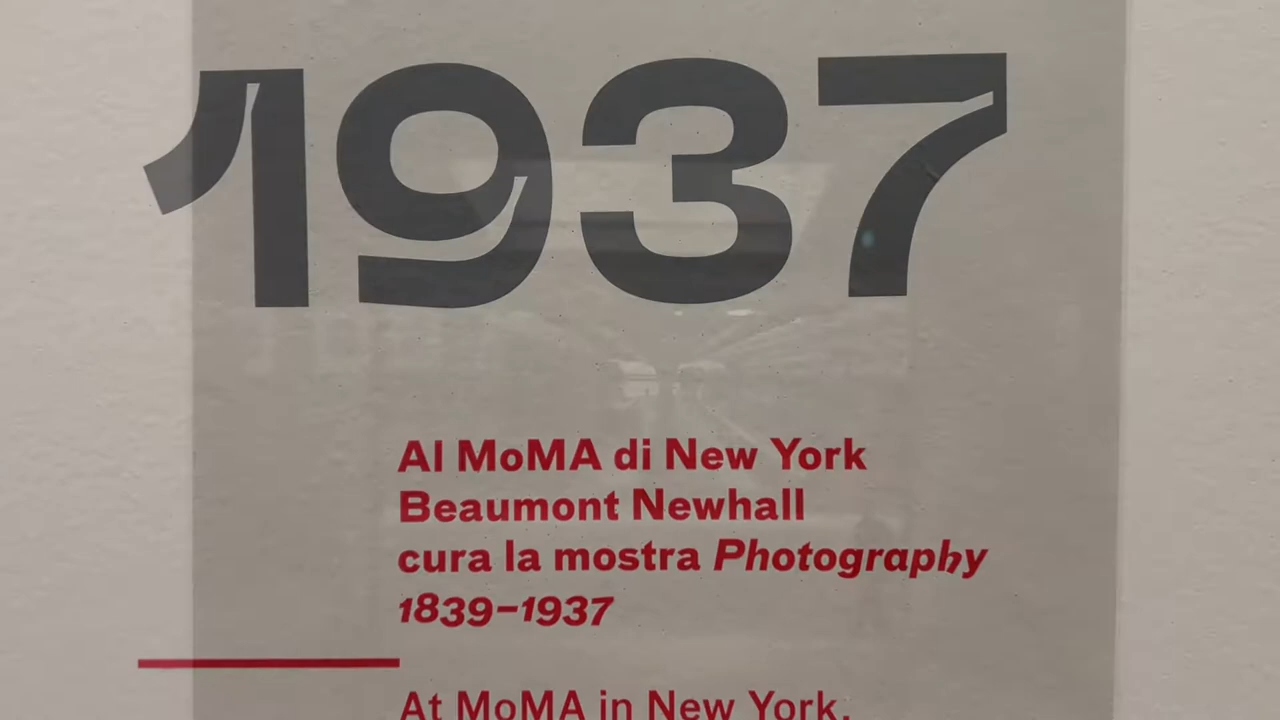 1937
Al MoMA di New York
Beaumont Newhall
cura la mostra Photography
1839–1937
At MoMA in New York,